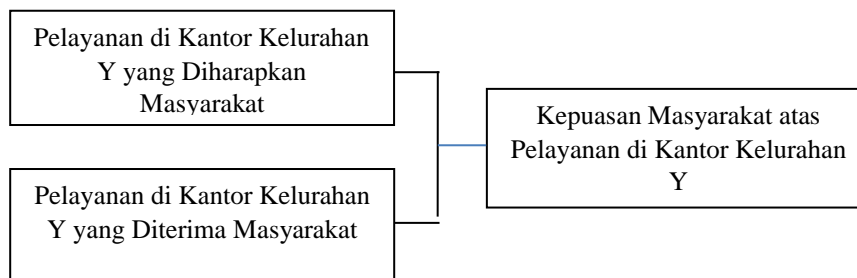 Pelayanan di Kantor Kelurahan
Y yang Diharapkan
Masyarakat
Pelayanan di Kantor Kelurahan
Y yang Diterima Masyarakat
Kepuasan Masyarakat atas
Pelayanan di Kantor Kelurahan
Y